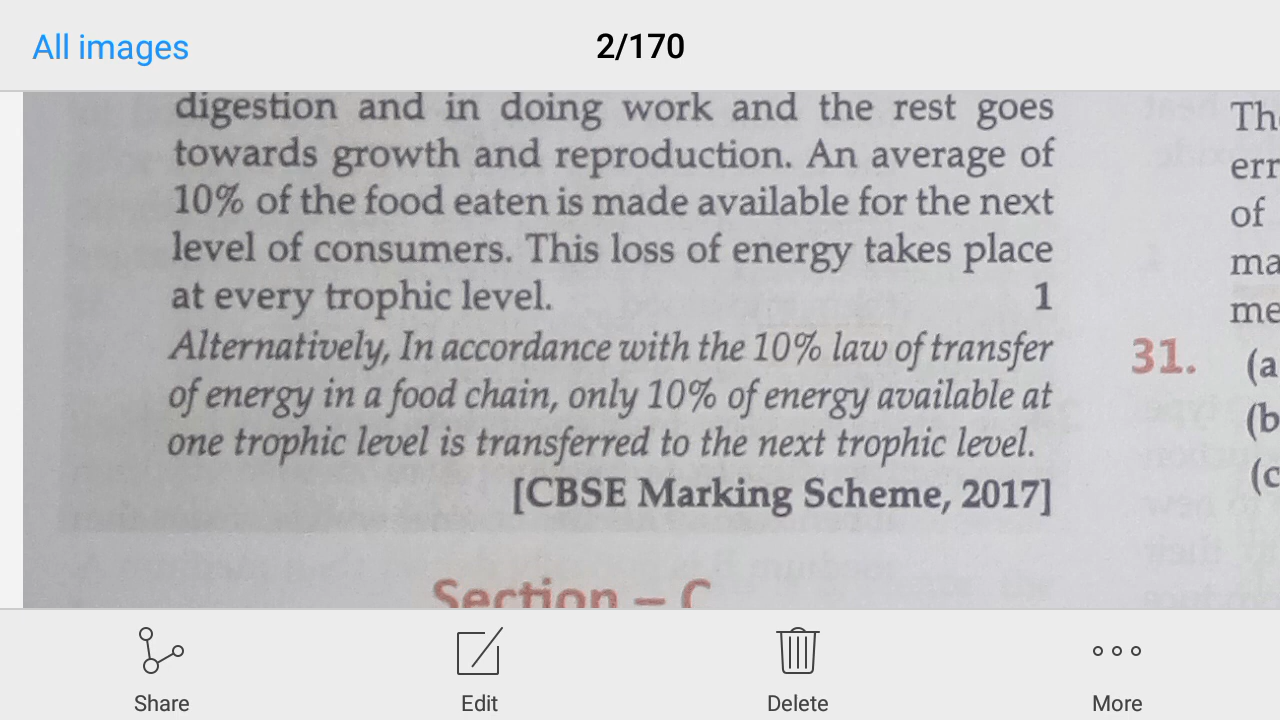 All images
2/170
digestion and in doing work and the rest goes
towards growth and reproduction. An average of
10% of the food eaten is made available for the next
level of consumers. This loss of energy takes place
at every trophic level. 1
Alternatively, In accordance with the 10% law of transfer
of energy in a food chain, only 10% of energy available at
one trophic level is transferred to the next trophic level.
[CBSE Marking Scheme, 2017]
Section – C
of
31. (a
(b
(c
Share
Edit
Delete
More